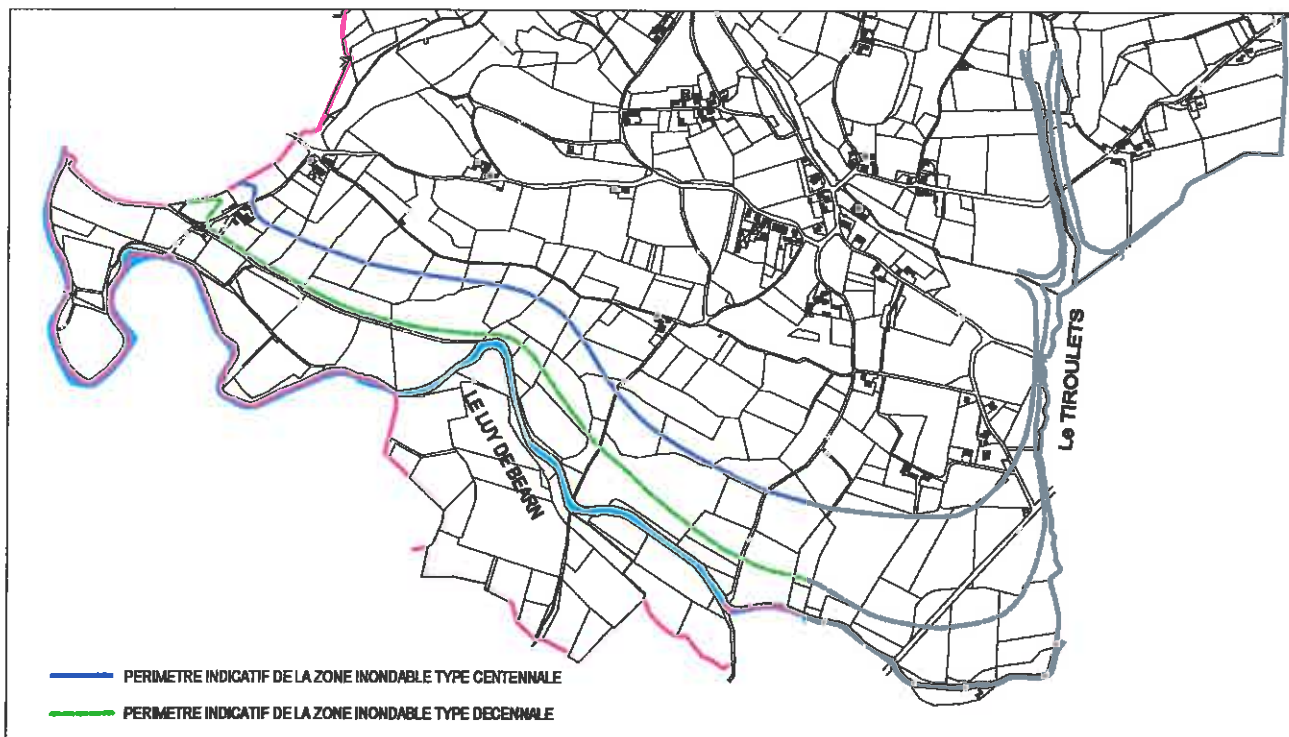 Le TIROULETS
LE LUY DE BEARN
PERIMETRE INDICATIF DE LA ZONE INONDABLE TYPE CENTENNALE
PERIMETRE INDICATIF DE LA ZONE INONDABLE TYPE DECENNALE